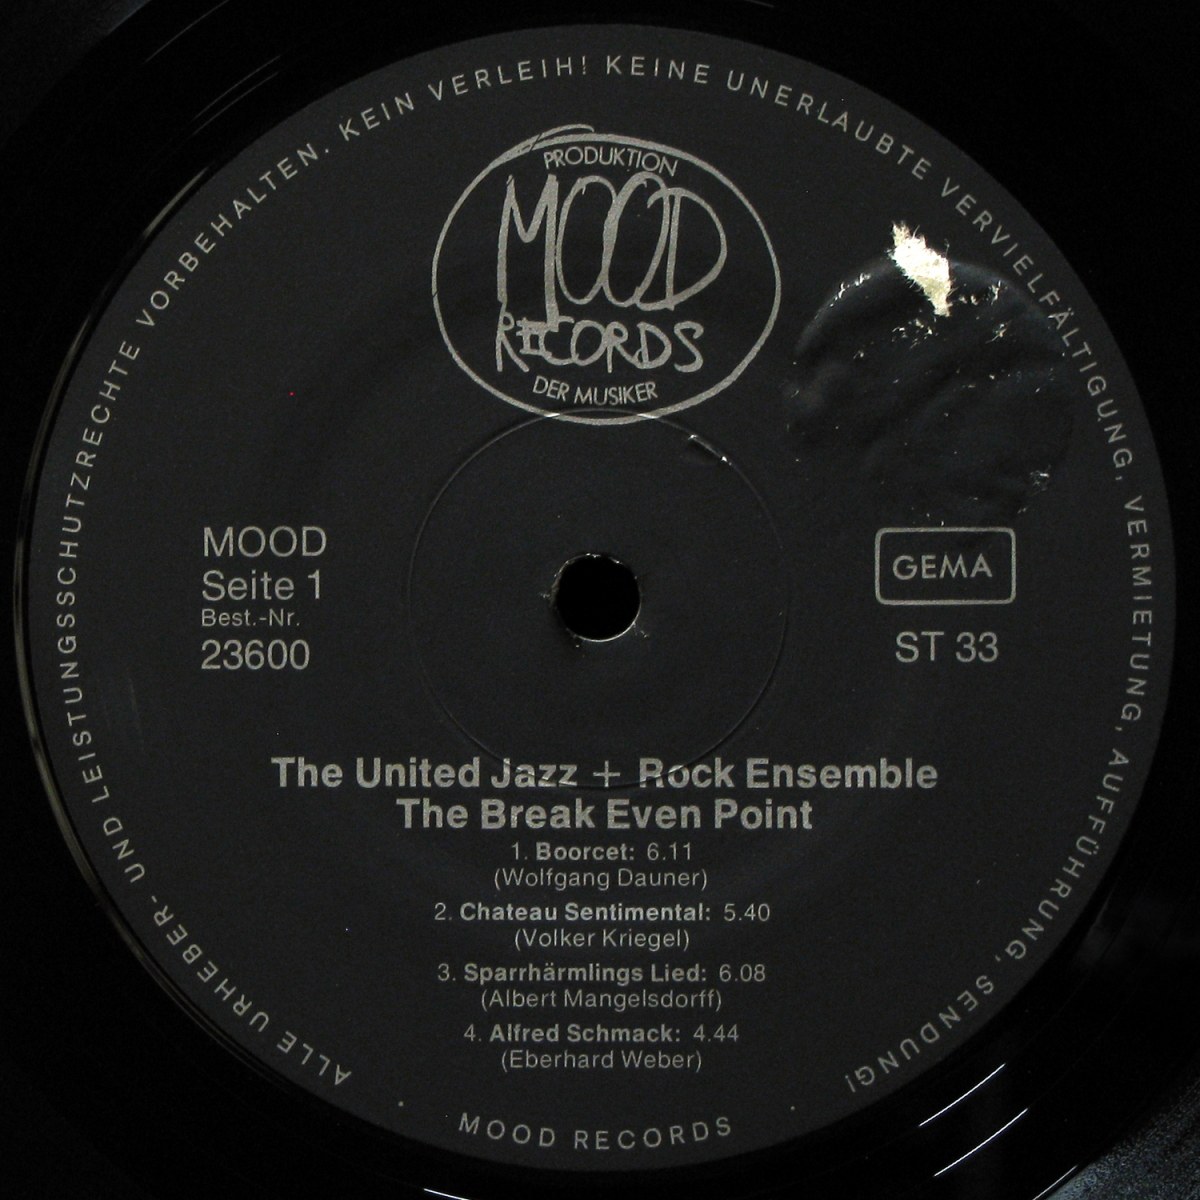 ALLE URHEBER- UND LEISTUNGSSCHUTZRECHTE VORBEHALTEN. KEIN VERLEIH! KEINE UNERLAUBTE VERVIELFÄLTIGUNG, VERMIETUNG, AUFFÜHRUNG, SENDUNG!
PRODUKTION
MOOD
RECORDS
DER MUSIKER
MOOD
Seite 1
Best.-Nr.
23600
GEMA
ST 33
The United Jazz + Rock Ensemble
The Break Even Point
1. Boorcet: 6.11
(Wolfgang Dauner)
2. Chateau Sentimental: 5.40
(Volker Kriegel)
3. Sparrhärmlings Lied: 6.08
(Albert Mangelsdorff)
4. Alfred Schmack: 4.44
(Eberhard Weber)
· MOOD RECORDS ·